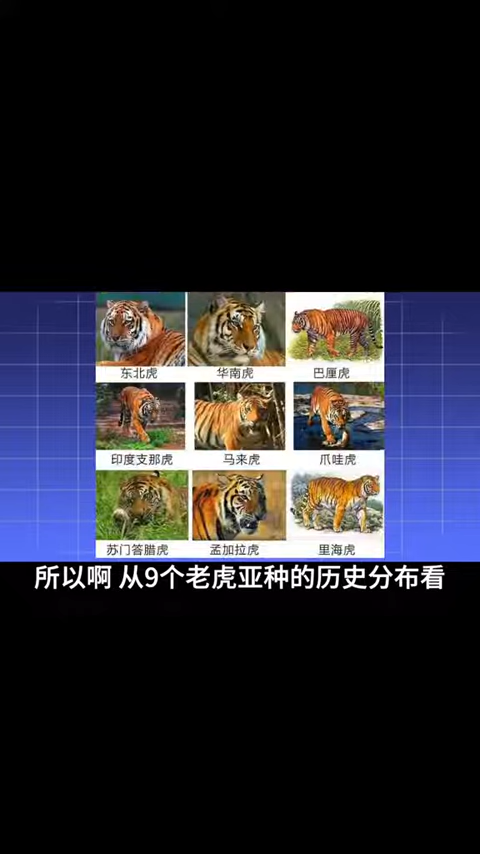 东北虎 华南虎 巴厘虎
印度支那虎 马来虎 爪哇虎
苏门答腊虎 孟加拉虎 里海虎
所以啊 从9个老虎亚种的历史分布看